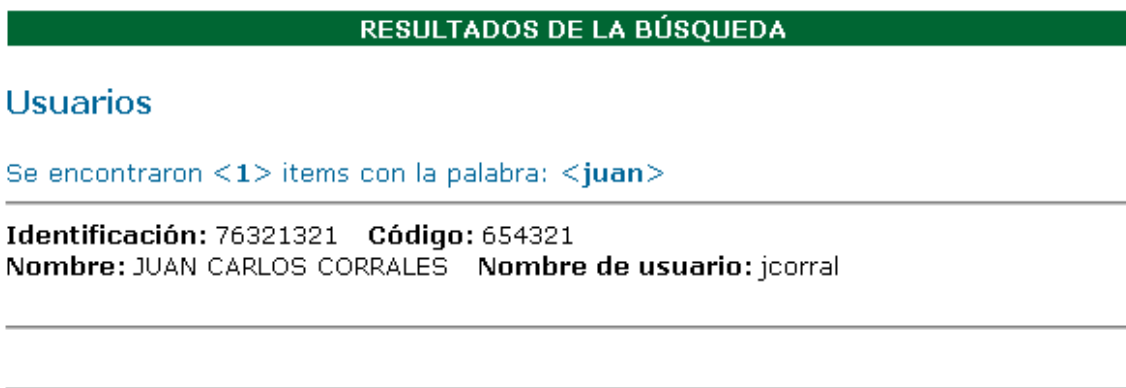 RESULTADOS DE LA BÚSQUEDA
Usuarios
Se encontraron <1> items con la palabra: <juan>
Identificación: 76321321 Código: 654321
Nombre: JUAN CARLOS CORRALES Nombre de usuario: jcorral